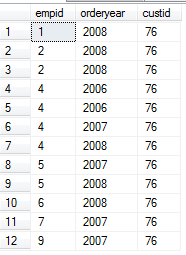 empid orderyear custid
1 1 2008 76
2 2 2008 76
3 2 2008 76
4 4 2006 76
5 4 2006 76
6 4 2007 76
7 4 2008 76
8 5 2007 76
9 5 2008 76
10 6 2008 76
11 7 2007 76
12 9 2007 76